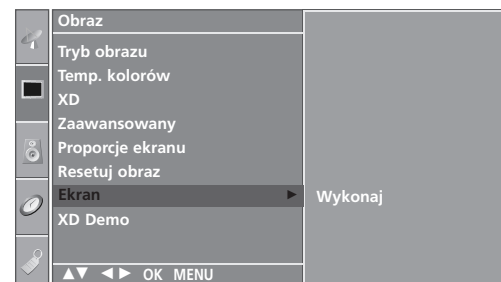 Obraz
Tryb obrazu
Temp. kolorów
XD
Zaawansowany
Proporcje ekranu
Resetuj obraz
Ekran ► Wykonaj
XD Demo
▲▼ ◄► OK MENU